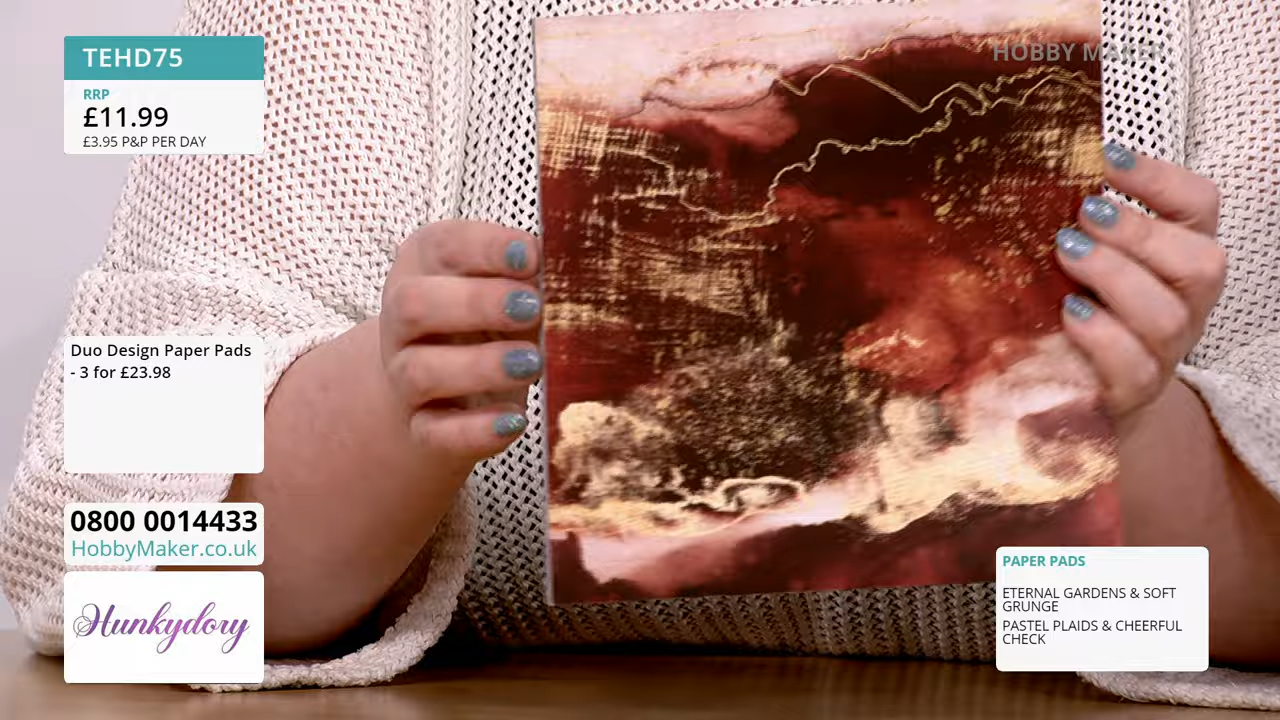 TEHD75
RRP
£11.99
£3.95 P&P PER DAY
HOBBY MAKER
Duo Design Paper Pads
- 3 for £23.98
0800 0014433
HobbyMaker.co.uk
Hunkydory
PAPER PADS
ETERNAL GARDENS & SOFT
GRUNGE
PASTEL PLAIDS & CHEERFUL
CHECK